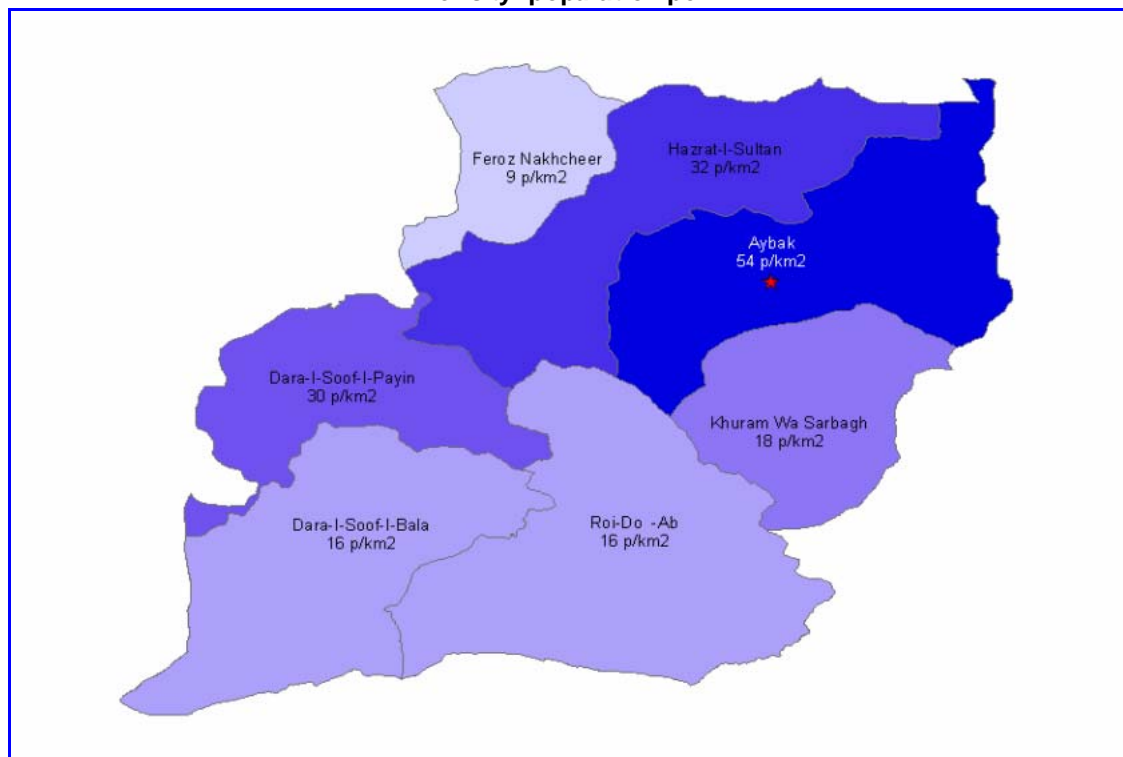 Feroz Nakhcheer
9 p/km2
Hazrat-I-Sultan
32 p/km2
Aybak
54 p/km2
Dara-I-Soof-I-Payin
30 p/km2
Khuram Wa Sarbagh
18 p/km2
Dara-I-Soof-I-Bala
16 p/km2
Roi-Do -Ab
16 p/km2